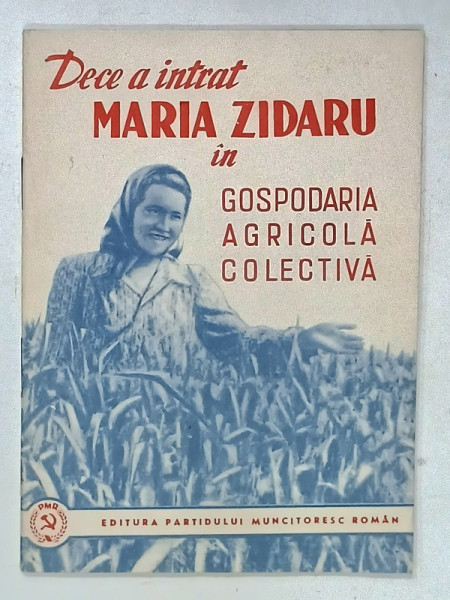 Dece a intrat
MARIA ZIDARU
în
GOSPODARIA
AGRICOLĂ
COLECTIVĂ
PMR
EDITURA PARTIDULUI MUNCITORESC ROMÂN